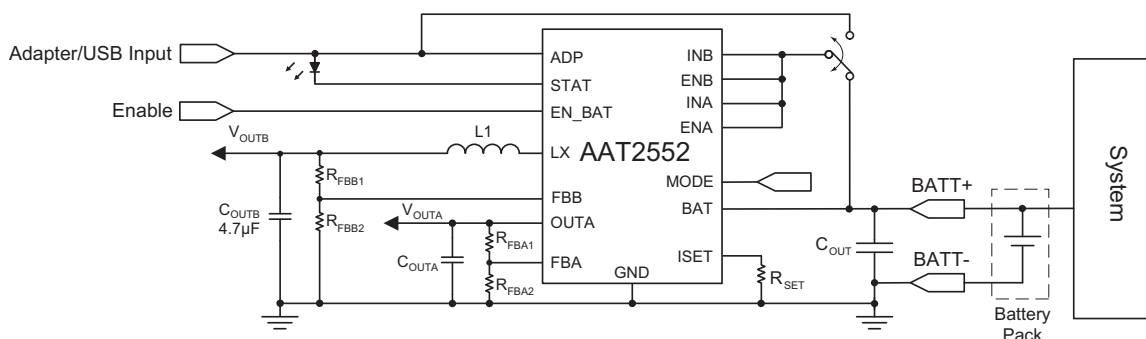 Adapter/USB Input
Enable
ADP
STAT
EN_BAT
LX
FBB
OUTA
FBA
GND
AAT2552
INB
ENB
INA
ENA
MODE
BAT
ISET
L1
VOUTB
RFBB1
RFBB2
COUTB
4.7µF
VOUTA
COUTA
RFBA1
RFBA2
RSET
COUT
BATT+
BATT-
Battery
Pack
System